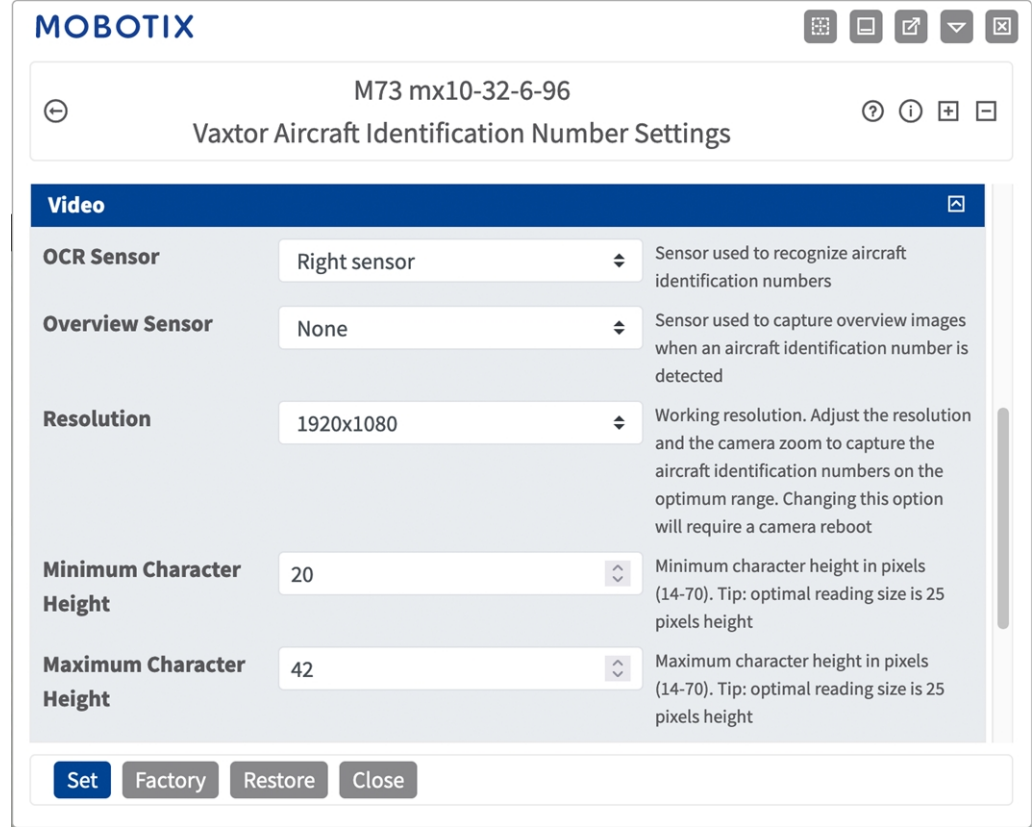 MOBOTIX
M73 mx10-32-6-96
Vaxtor Aircraft Identification Number Settings
Video
OCR Sensor
Right sensor
Sensor used to recognize aircraft
identification numbers
Overview Sensor
None
Sensor used to capture overview images
when an aircraft identification number is
detected
Resolution
1920x1080
Working resolution. Adjust the resolution
and the camera zoom to capture the
aircraft identification numbers on the
optimum range. Changing this option
will require a camera reboot
Minimum Character
Height
20
Minimum character height in pixels
(14-70). Tip: optimal reading size is 25
pixels height
Maximum Character
Height
42
Maximum character height in pixels
(14-70). Tip: optimal reading size is 25
pixels height
Set Factory Restore Close